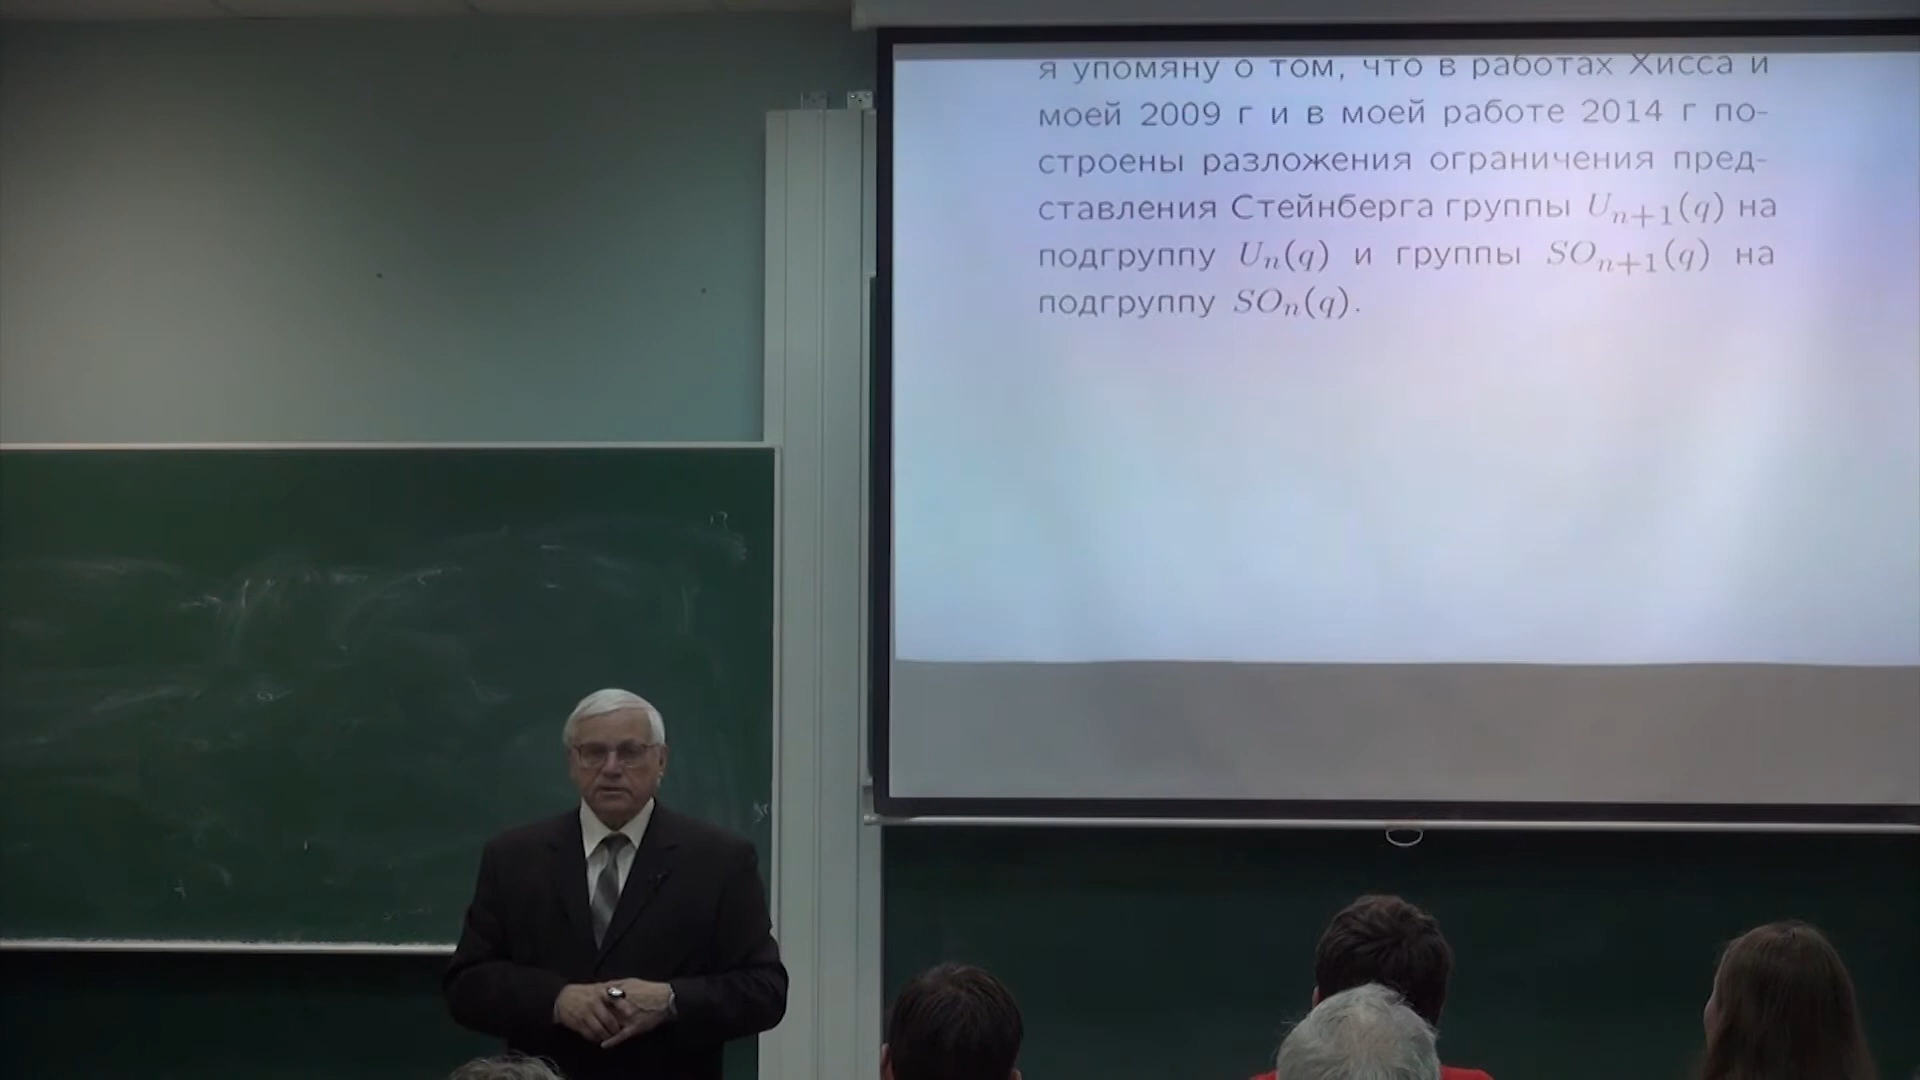 я упомяну о том, что в работах Хисса и
моей 2009 г и в моей работе 2014 г по-
строены разложения ограничения пред-
ставления Стейнберга группы $U_{n+1}(q)$ на
подгруппу $U_n(q)$ и группы $SO_{n+1}(q)$ на
подгруппу $SO_n(q)$.